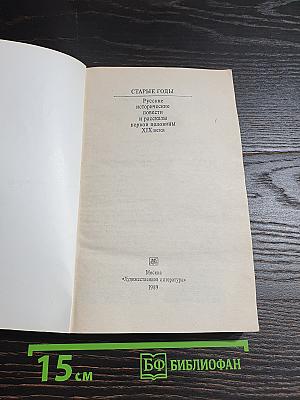 СТАРЫЕ ГОДЫ
Русские
исторические
повести
и рассказы
первой половины
XIX века
Москва
«Художественная литература»
1989
15 см
БФ БИБЛИОФАН